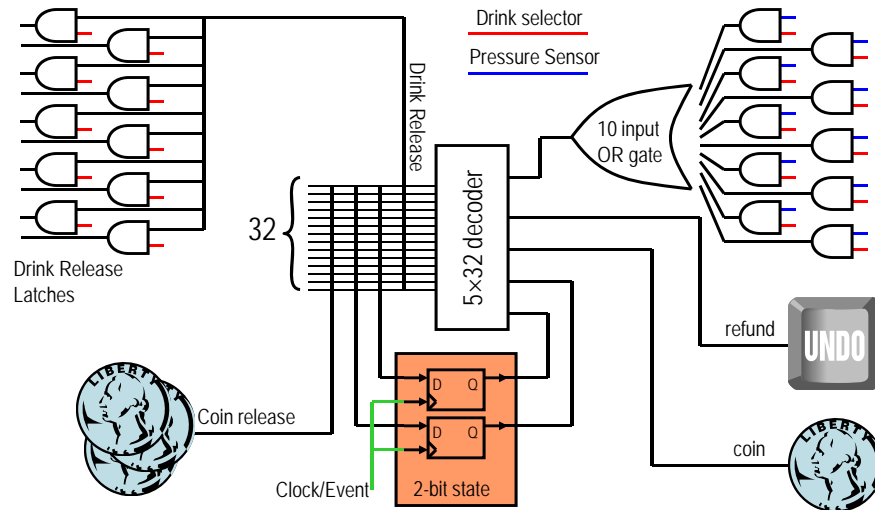 Drink selector
Pressure Sensor
Drink Release
10 input
OR gate
32
5×32 decoder
Drink Release
Latches
refund
UNDO
LIBERTY
LIBERTY
Coin release
D Q
D Q
coin
LIBERTY
Clock/Event
2-bit state